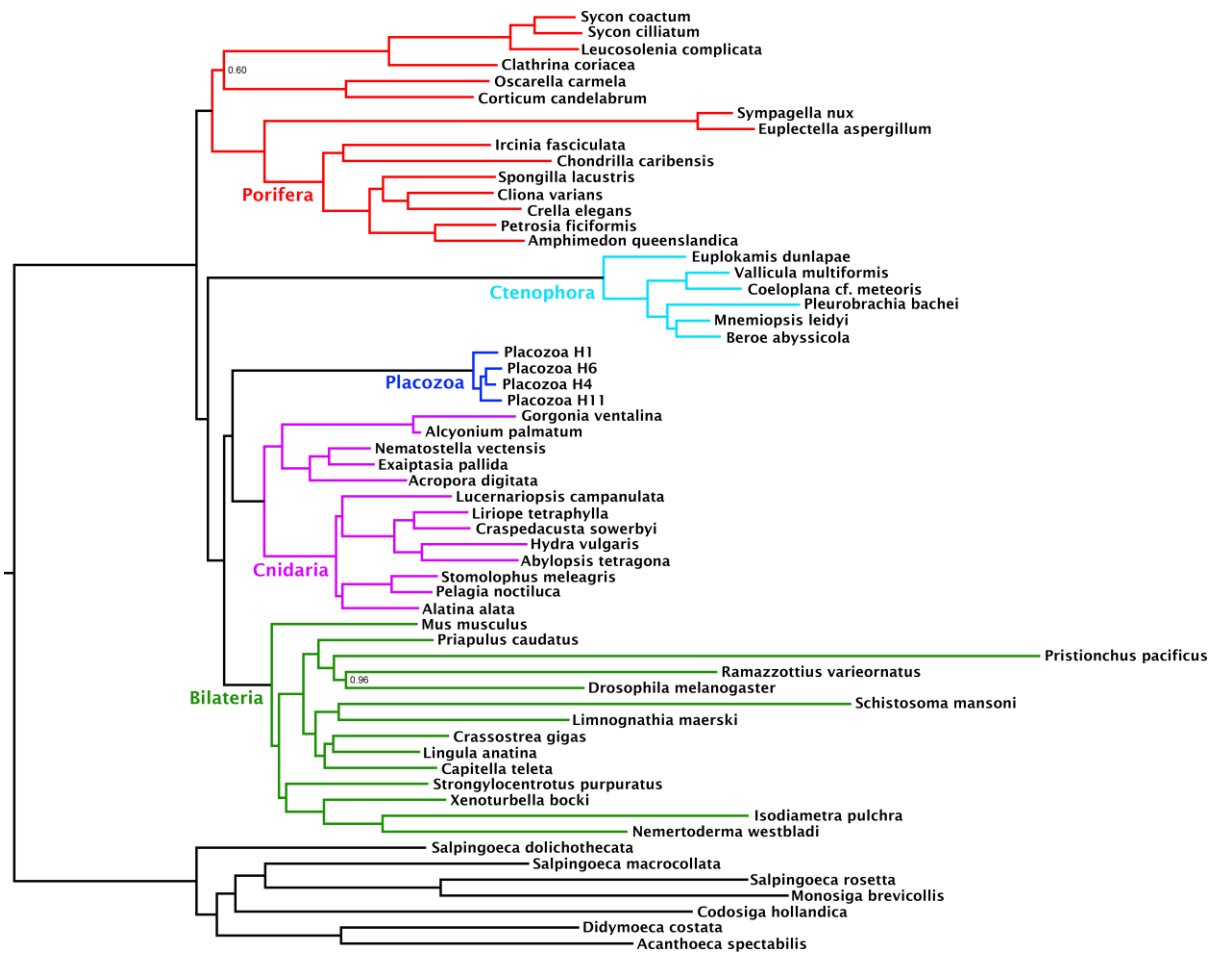 Sycon coactum
Sycon cilliatum
Leucosolenia complicata
Clathrina coriacea
0.60
Oscarella carmela
Corticum candelabrum
Sympagella nux
Euplectella aspergillum
Ircinia fasciculata
Chondrilla caribensis
Spongilla lacustris
Porifera
Cliona varians
Crella elegans
Petrosia ficiformis
Amphimedon queenslandica
Euplokamis dunlapae
Vallicula multiformis
Ctenophora
Coeloplana cf. meteoris
Pleurobrachia bachei
Mnemiopsis leidyi
Beroe abyssicola
Placozoa H1
Placozoa H6
Placozoa
Placozoa H4
Placozoa H11
Gorgonia ventalina
Alcyonium palmatum
Nematostella vectensis
Exaiptasia pallida
Acropora digitata
Lucernariopsis campanulata
Liriope tetraphylla
Craspedacusta sowerbyi
Hydra vulgaris
Abylopsis tetragona
Cnidaria
Stomolophus meleagris
Pelagia noctiluca
Alatina alata
Mus musculus
Priapulus caudatus
Pristionchus pacificus
Ramazzottius varieornatus
0.96
Drosophila melanogaster
Bilateria
Schistosoma mansoni
Limnognathia maerski
Crassostrea gigas
Lingula anatina
Capitella teleta
Strongylocentrotus purpuratus
Xenoturbella bocki
Isodiametra pulchra
Nemertoderma westbladi
Salpingoeca dolichothecata
Salpingoeca macrocollata
Salpingoeca rosetta
Monosiga brevicollis
Codosiga hollandica
Didymoeca costata
Acanthoeca spectabilis